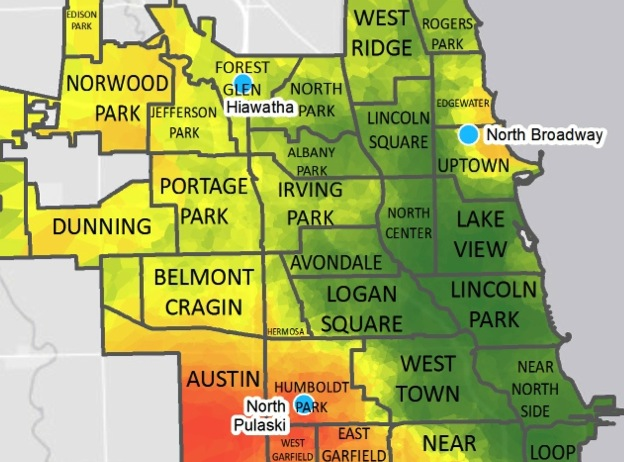 EDISON
PARK
WEST
RIDGE
ROGERS
PARK
FOREST
GLEN
Hiawatha
NORWOOD
PARK
NORTH
PARK
JEFFERSON
PARK
LINCOLN
SQUARE
EDGEWATER
North Broadway
UPTOWN
ALBANY
PARK
PORTAGE
PARK
IRVING
PARK
DUNNING
NORTH
CENTER
LAKE
VIEW
AVONDALE
BELMONT
CRAGIN
LOGAN
SQUARE
LINCOLN
PARK
HERMOSA
AUSTIN
HUMBOLDT
PARK
North
Pulaski
WEST
TOWN
NEAR
NORTH
SIDE
WEST
GARFIELD
EAST
GARFIELD
NEAR
LOOP